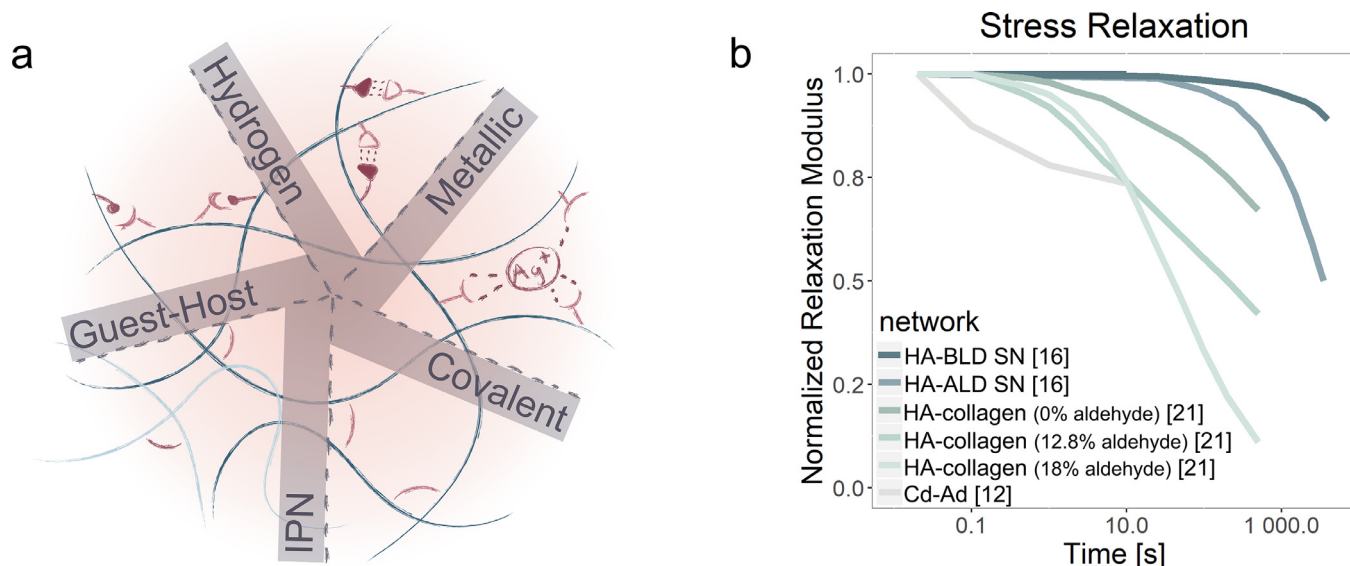 a
Hydrogen
Metallic
Ag+
Guest-Host
Covalent
IPN
b
Stress Relaxation
Normalized Relaxation Modulus
1.0
0.8
0.5
0.2
0.0
network
HA-BLD SN [16]
HA-ALD SN [16]
HA-collagen (0% aldehyde) [21]
HA-collagen (12.8% aldehyde) [21]
HA-collagen (18% aldehyde) [21]
Cd-Ad [12]
0.1 10.0 1 000.0
Time [s]